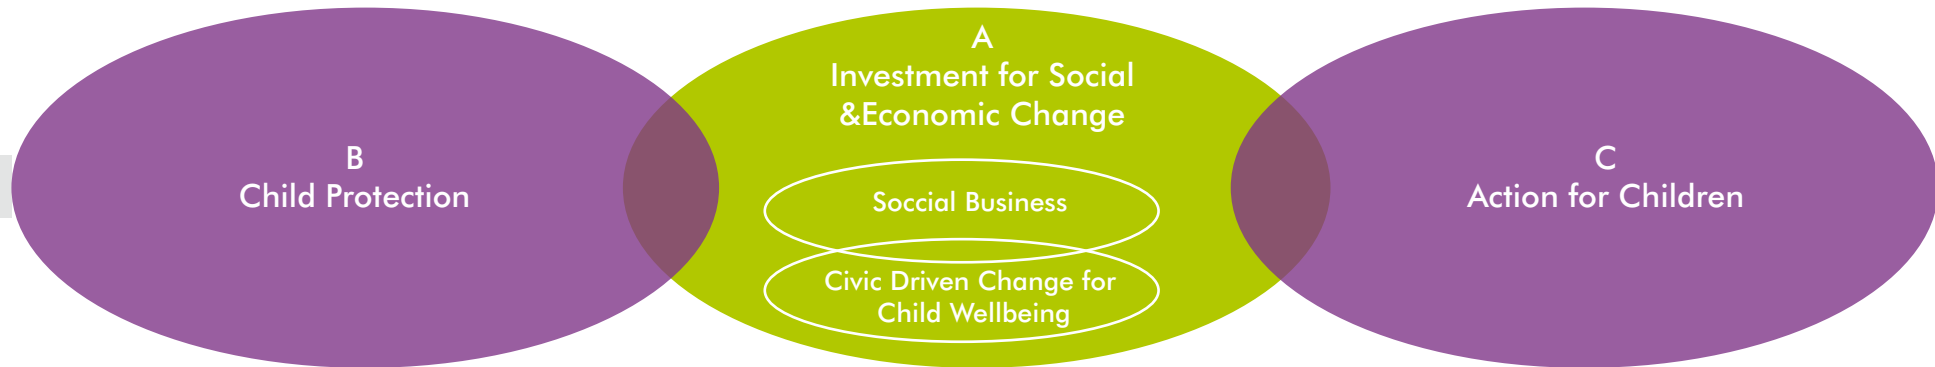 B
Child Protection
A
Investment for Social
&Economic Change
Soccial Business
Civic Driven Change for
Child Wellbeing
C
Action for Children